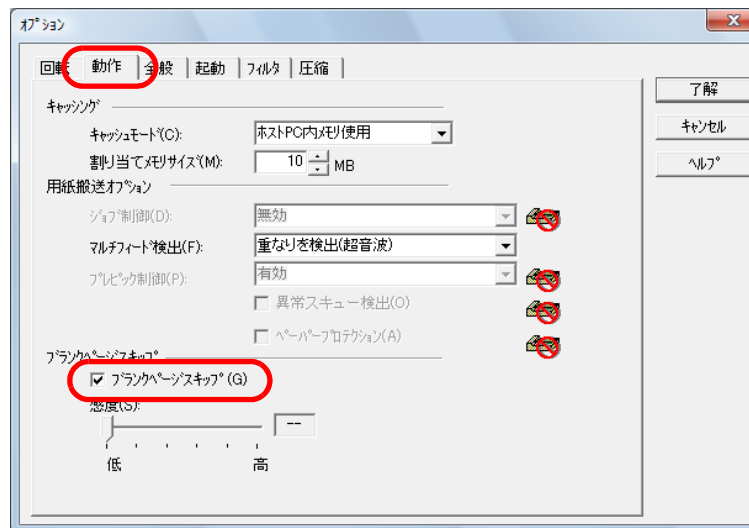 ｵﾌﾟｼｮﾝ
回転 動作 全般 起動 ﾌｨﾙﾀ 圧縮
ｷｬｯｼﾝｸﾞ
ｷｬｯｼｭﾓｰﾄﾞ(C): ホストPC内メモリ使用
割り当てﾒﾓﾘｻｲｽﾞ(M): 10 MB
用紙搬送ｵﾌﾟｼｮﾝ
ｼﾞｮﾌﾞ制御(D): 無効
ﾏﾙﾁﾌｨｰﾄﾞ検出(F): 重なりを検出(超音波)
ﾌﾟﾚﾋﾟｯｸ制御(P): 有効
異常スキュー検出(O)
ﾍﾟｰﾊﾟｰﾌﾟﾛﾃｸｼｮﾝ(A)
ﾌﾞﾗﾝｸﾍﾟｰｼﾞｽｷｯﾌﾟ
ﾌﾞﾗﾝｸﾍﾟｰｼﾞｽｷｯﾌﾟ(G)
感度(S):
--
低 高
了解
ｷｬﾝｾﾙ
ﾍﾙﾌﾟ